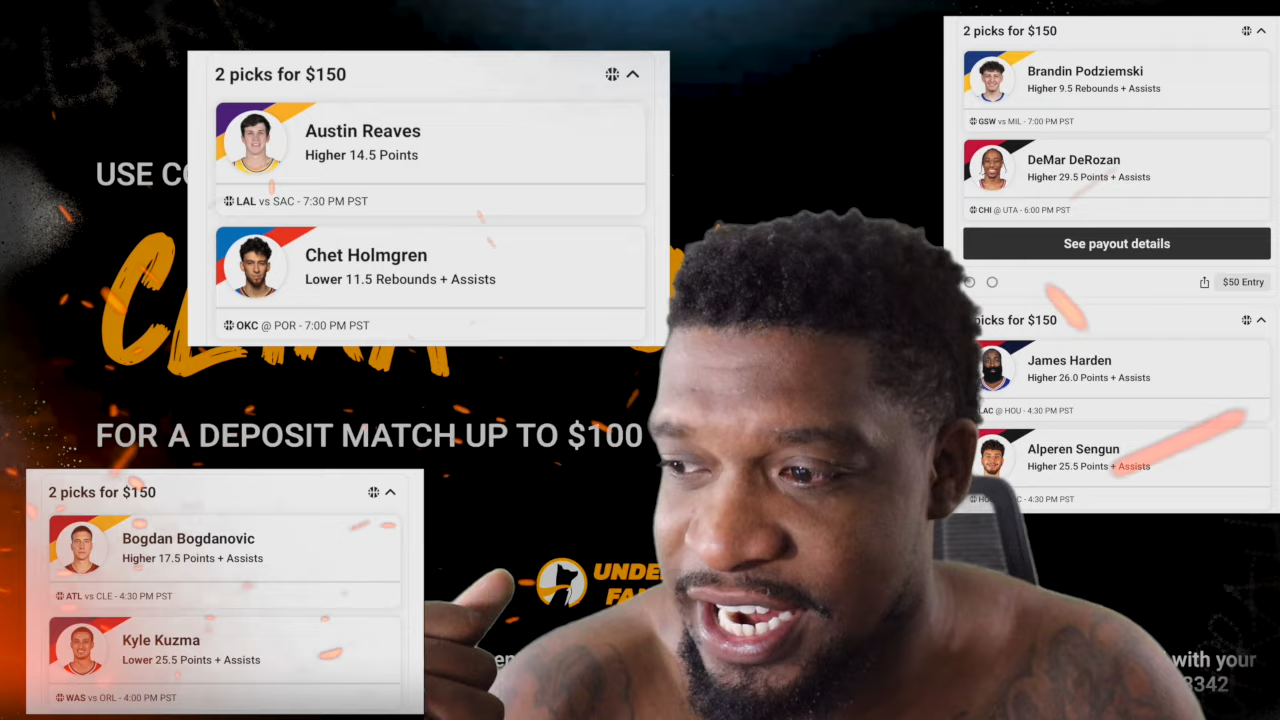 2 picks for $150
Austin Reaves
Higher 14.5 Points
LAL vs SAC - 7:30 PM PST
Chet Holmgren
Lower 11.5 Rebounds + Assists
OKC @ POR - 7:00 PM PST
2 picks for $150
Brandin Podziemski
Higher 9.5 Rebounds + Assists
GSW vs MIL - 7:00 PM PST
DeMar DeRozan
Higher 29.5 Points + Assists
CHI @ UTA - 6:00 PM PST
See payout details
$50 Entry
picks for $150
James Harden
Higher 26.0 Points + Assists
LAC @ HOU - 4:30 PM PST
Alperen Sengun
Higher 25.5 Points + Assists
- 4:30 PM PST
USE
FOR A DEPOSIT MATCH UP TO $100
2 picks for $150
Bogdan Bogdanovic
Higher 17.5 Points + Assists
ATL vs CLE - 4:30 PM PST
Kyle Kuzma
Lower 25.5 Points + Assists
WAS vs ORL - 4:00 PM PST
with your